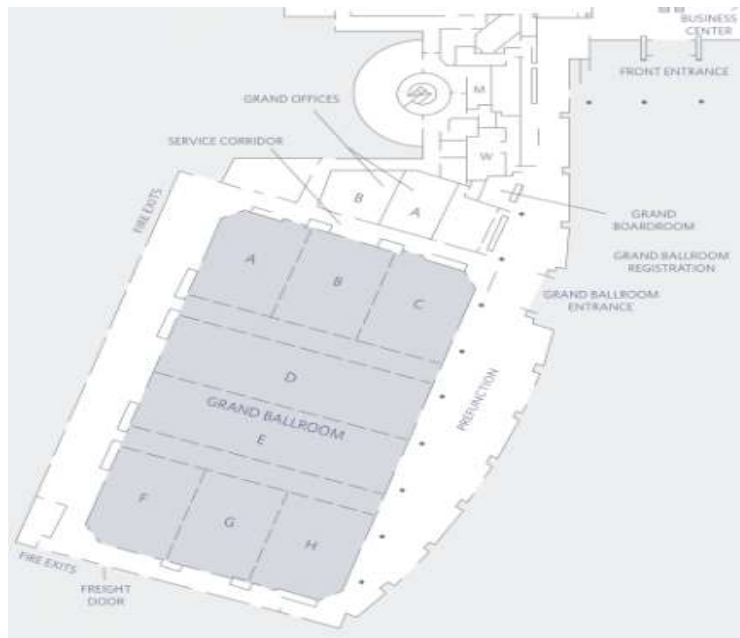 BUSINESS
CENTER
FRONT ENTRANCE
GRAND OFFICES
M
SERVICE CORRIDOR
W
FIRE EXITS
B
A
GRAND
BOARDROOM
GRAND BALLROOM
REGISTRATION
A
B
C
GRAND BALLROOM
ENTRANCE
D
PREFUNCTION
GRAND BALLROOM
E
F
G
H
FIRE EXITS
FREIGHT
DOOR